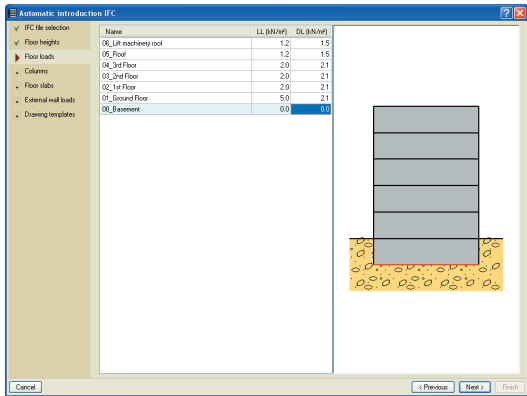 Automatic introduction IFC
IFC file selection
Floor heights
Floor loads
Columns
Floor slabs
External wall loads
Drawing templates
Name LL (kN/m²) DL (kN/m²)
06_Lift machinery roof 1.2 1.5
05_Roof 1.2 1.5
04_3rd Floor 2.0 2.1
03_2nd Floor 2.0 2.1
02_1st Floor 2.0 2.1
01_Ground Floor 5.0 2.1
00_Basement 0.0 0.0
Cancel
< Previous
Next >
Finish